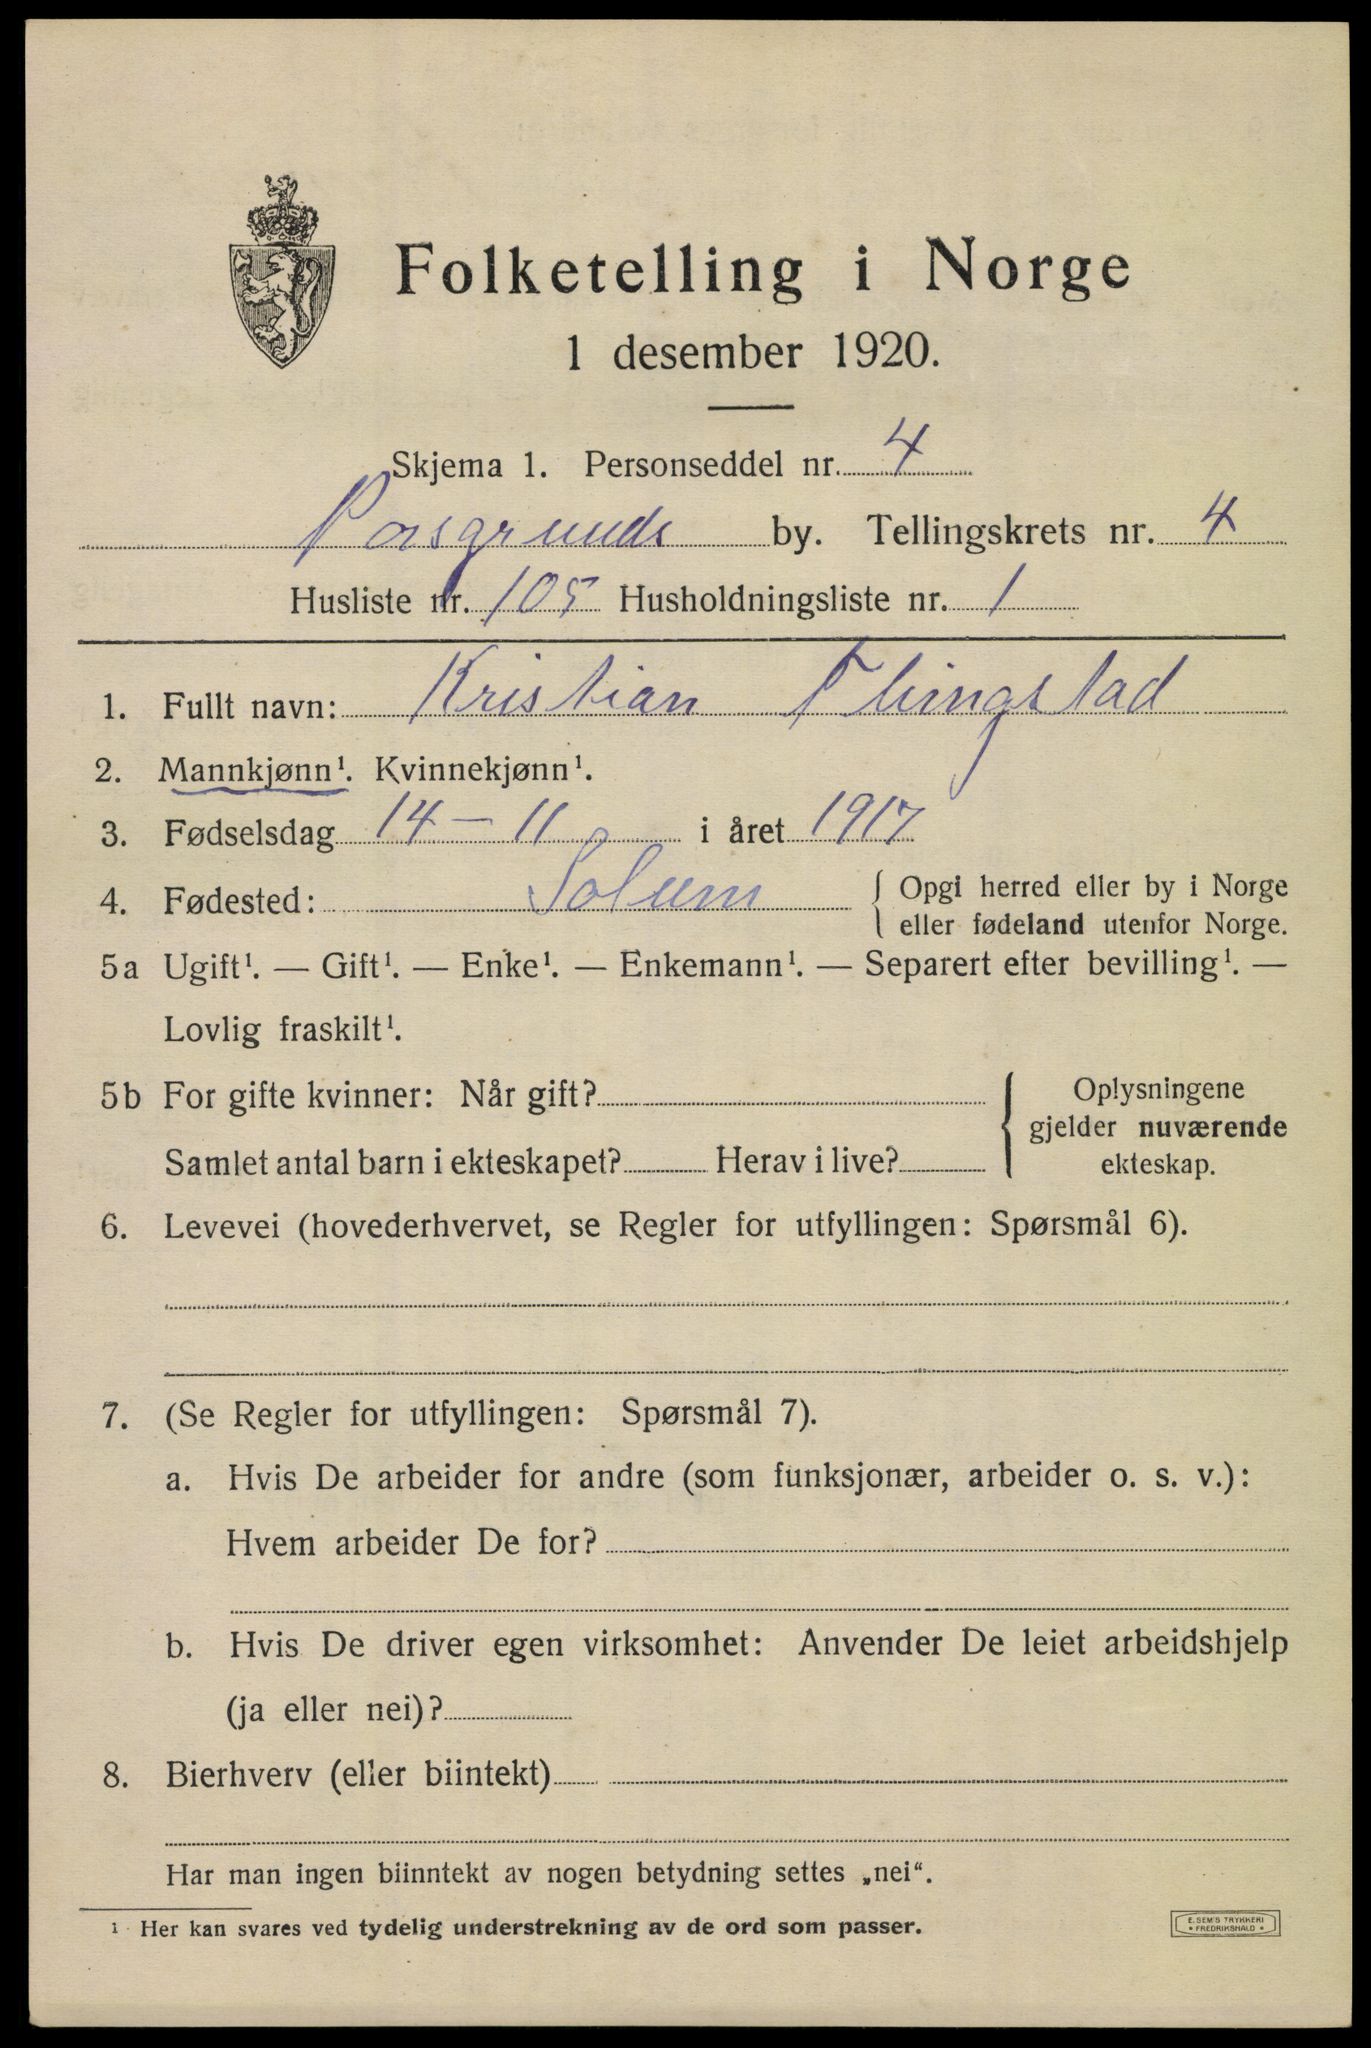 Folketelling i Norge
1 desember 1920.
Skjema 1. Personseddel nr. 4
Porsgrunds by. Tellingskrets nr. 4
Husliste nr. 105 Husholdningsliste nr. 1
1. Fullt navn: Kristian
2. Mannkjønn¹. Kvinnekjønn¹.
3. Fødselsdag 14 – 11 i året 1917
4. Fødested: Solum { Opgi herred eller by i Norge
eller fødeland utenfor Norge.
5a Ugift¹. — Gift¹. — Enke¹. — Enkemann¹. — Separert efter bevilling¹. —
Lovlig fraskilt¹.
5b For gifte kvinner: Når gift? { Oplysningene
gjelder nuværende
Samlet antal barn i ekteskapet? Herav i live? ekteskap.
6. Levevei (hovederhvervet, se Regler for utfyllingen: Spørsmål 6).
7. (Se Regler for utfyllingen: Spørsmål 7).
a. Hvis De arbeider for andre (som funksjonær, arbeider o. s. v.):
Hvem arbeider De for?
b. Hvis De driver egen virksomhet: Anvender De leiet arbeidshjelp
(ja eller nei)?
8. Bierhverv (eller biintekt)
Har man ingen biinntekt av nogen betydning settes „nei“.
¹ Her kan svares ved tydelig understrekning av de ord som passer.
E. SEM'S TRYKKERI
• FREDRIKSHALD •